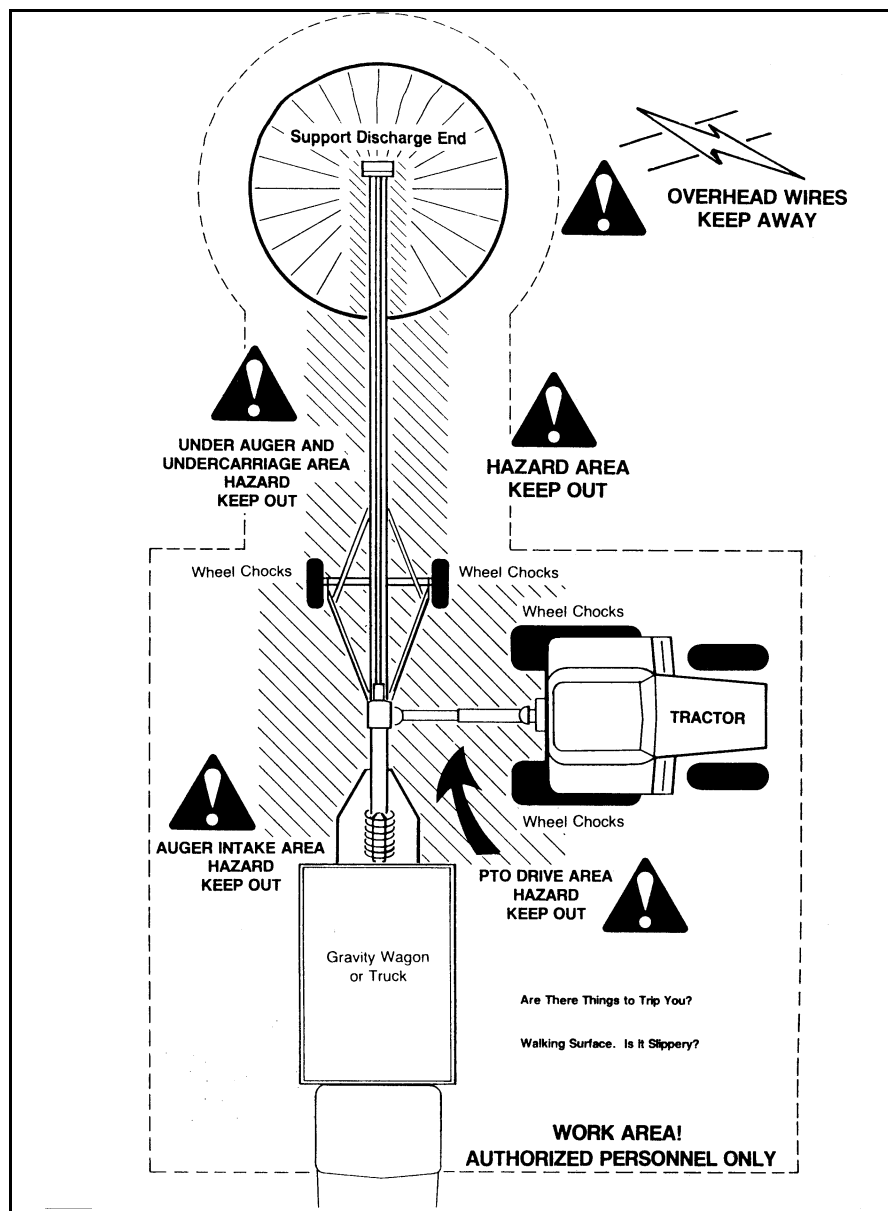 Support Discharge End
OVERHEAD WIRES
KEEP AWAY
UNDER AUGER AND
UNDERCARRIAGE AREA
HAZARD
KEEP OUT
HAZARD AREA
KEEP OUT
Wheel Chocks
Wheel Chocks
Wheel Chocks
TRACTOR
Wheel Chocks
AUGER INTAKE AREA
HAZARD
KEEP OUT
PTO DRIVE AREA
HAZARD
KEEP OUT
Gravity Wagon
or Truck
Are There Things to Trip You?
Walking Surface. Is It Slippery?
WORK AREA!
AUTHORIZED PERSONNEL ONLY